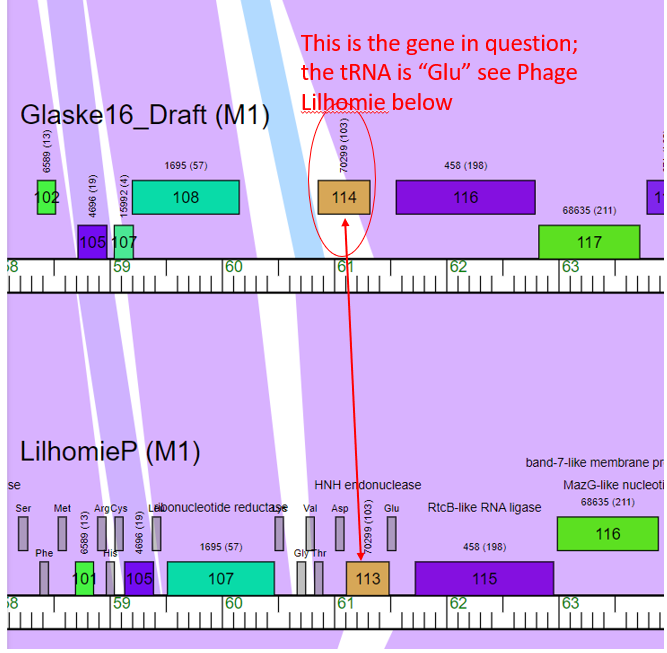 This is the gene in question;
the tRNA is “Glu” see Phage
Lilhomie below
Glaske16_Draft (M1)
6589 (13)
4696 (19)
15992 (4)
1695 (57)
70299 (103)
458 (198)
68635 (211)
102
105
107
108
114
116
117
58 59 60 61 62 63
LilhomieP (M1)
band-7-like membrane pr
se
HNH endonuclease
MazG-like nucleoti
Ser Met Arg Cys Leu ribonucleotide reductase Val Asp Glu RtcB-like RNA ligase
68635 (211)
6589 (13)
4696 (19)
70299 (103)
116
Phe His Gly Thr
1695 (57)
458 (198)
101 105 107 113 115
58 59 60 61 62 63